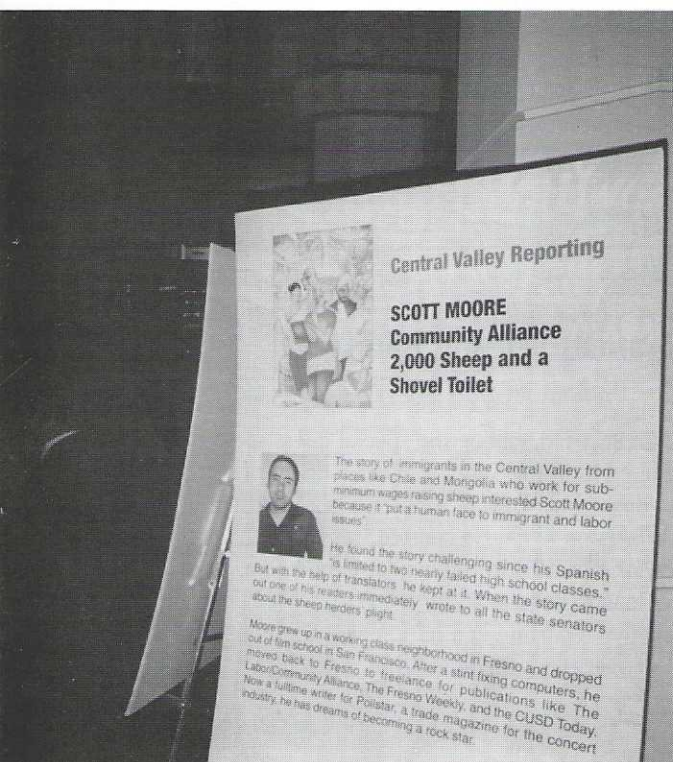 Central Valley Reporting
SCOTT MOORE
Community Alliance
2,000 Sheep and a
Shovel Toilet
The story of immigrants in the Central Valley from
places like Chile and Mongolia who work for sub-
minimum wages raising sheep interested Scott Moore
because it "put a human face to immigrant and labor
issues"
He found the story challenging since his Spanish
"is limited to two nearly failed high school classes."
But with the help of translators he kept at it. When the story came
out one of his readers immediately wrote to all the state senators
about the sheep herders' plight.
Moore grew up in a working class neighborhood in Fresno and dropped
out of film school in San Francisco. After a stint fixing computers, he
moved back to Fresno to freelance for publications like The
Labor/Community Alliance, The Fresno Weekly, and the CUSD Today.
Now a fulltime writer for Pollstar, a trade magazine for the concert
industry, he has dreams of becoming a rock star.